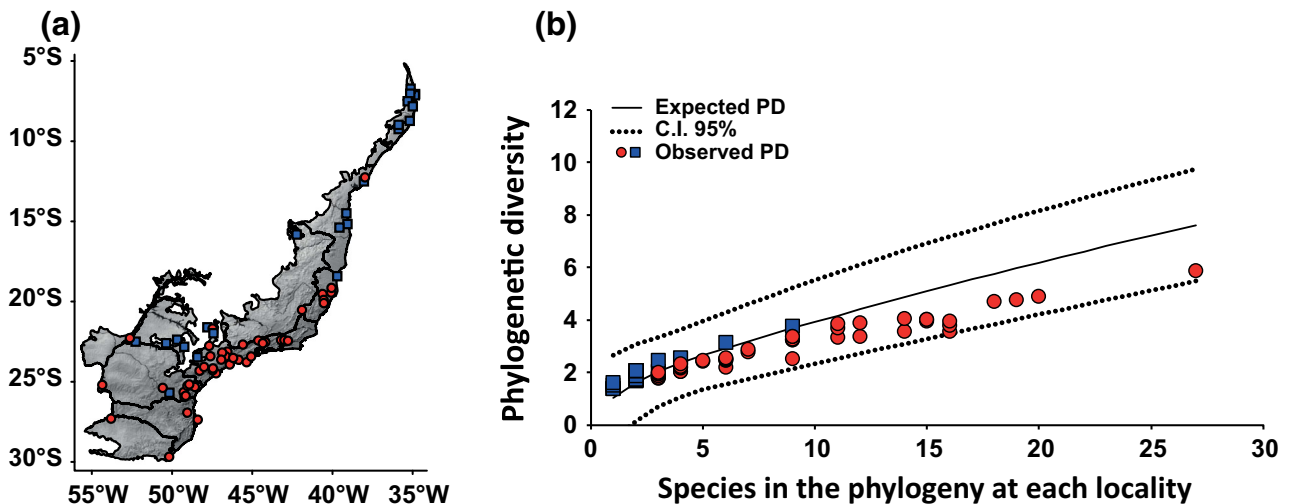 (a)
5°S
10°S
15°S
20°S
25°S
30°S
55°W 50°W 45°W 40°W 35°W
(b)
Expected PD
C.I. 95%
Observed PD
Phylogenetic diversity
12
10
8
6
4
2
0
0 5 10 15 20 25 30
Species in the phylogeny at each locality